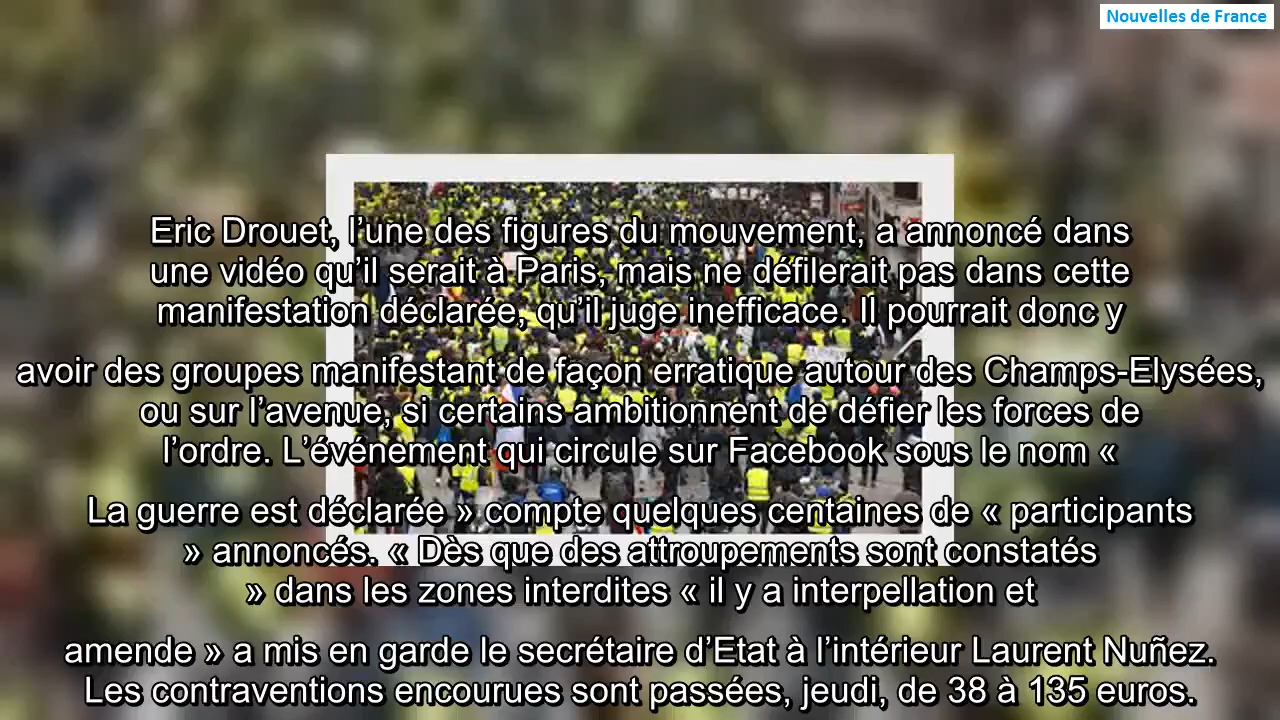 Nouvelles de France
Eric Drouet, l’une des figures du mouvement, a annoncé dans
une vidéo qu’il serait à Paris, mais ne défilerait pas dans cette
manifestation déclarée, qu’il juge inefficace. Il pourrait donc y
avoir des groupes manifestant de façon erratique autour des Champs-Elysées,
ou sur l’avenue, si certains ambitionnent de défier les forces de
l’ordre. L’événement qui circule sur Facebook sous le nom «
La guerre est déclarée » compte quelques centaines de « participants
» annoncés. « Dès que des attroupements sont constatés
» dans les zones interdites « il y a interpellation et
amende » a mis en garde le secrétaire d’Etat à l’intérieur Laurent Nuñez.
Les contraventions encourues sont passées, jeudi, de 38 à 135 euros.